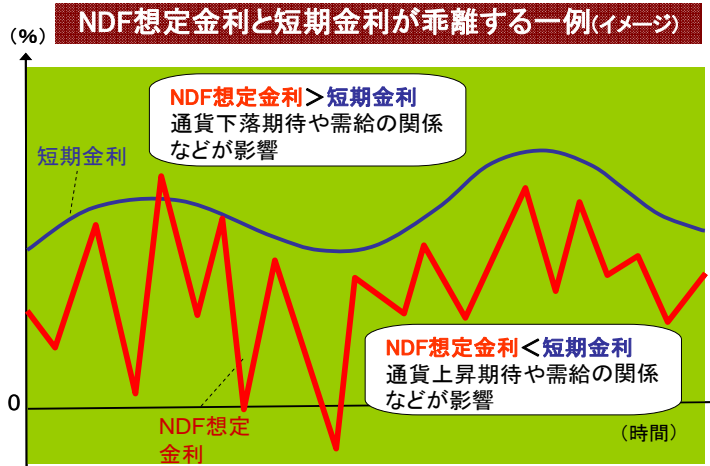 NDF想定金利と短期金利が乖離する一例(イメージ)
(%)
NDF想定金利＞短期金利
通貨下落期待や需給の関係
などが影響
短期金利
NDF想定金利＜短期金利
通貨上昇期待や需給の関係
などが影響
0
NDF想定
金利
(時間)